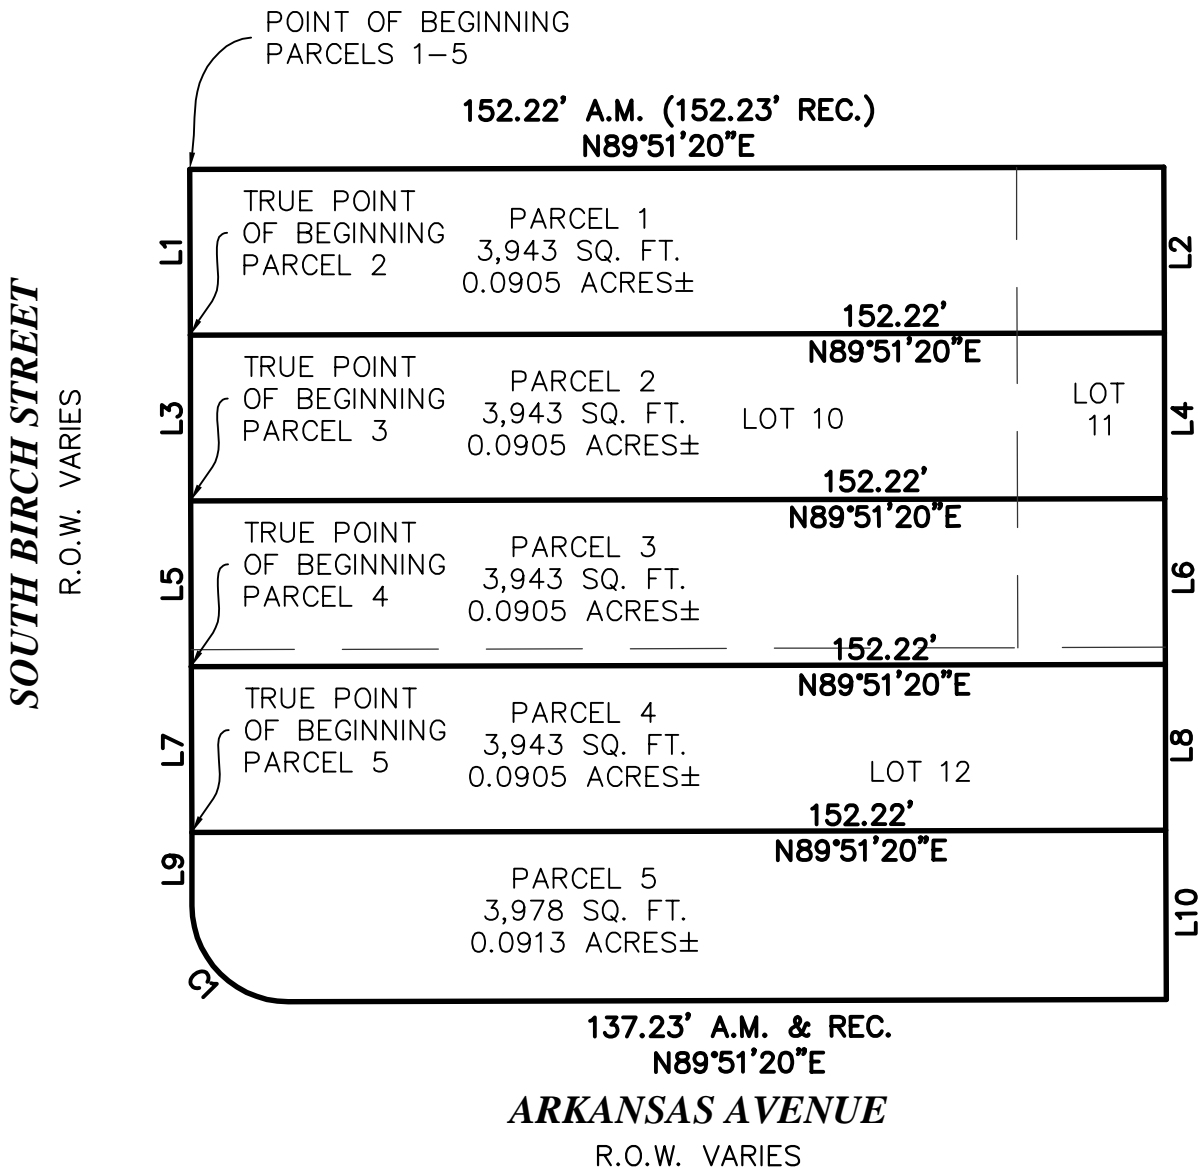 POINT OF BEGINNING
PARCELS 1-5
152.22' A.M. (152.23' REC.)
N89°51'20"E
TRUE POINT
OF BEGINNING
PARCEL 2
PARCEL 1
3,943 SQ. FT.
0.0905 ACRES±
L1
L2
152.22'
N89°51'20"E
TRUE POINT
OF BEGINNING
PARCEL 3
PARCEL 2
3,943 SQ. FT.
0.0905 ACRES±
LOT 10
LOT
11
L3
L4
152.22'
N89°51'20"E
SOUTH BIRCH STREET
R.O.W. VARIES
TRUE POINT
OF BEGINNING
PARCEL 4
PARCEL 3
3,943 SQ. FT.
0.0905 ACRES±
L5
L6
152.22'
N89°51'20"E
TRUE POINT
OF BEGINNING
PARCEL 5
PARCEL 4
3,943 SQ. FT.
0.0905 ACRES±
LOT 12
L7
L8
152.22'
N89°51'20"E
L9
PARCEL 5
3,978 SQ. FT.
0.0913 ACRES±
L10
C1
137.23' A.M. & REC.
N89°51'20"E
ARKANSAS AVENUE
R.O.W. VARIES